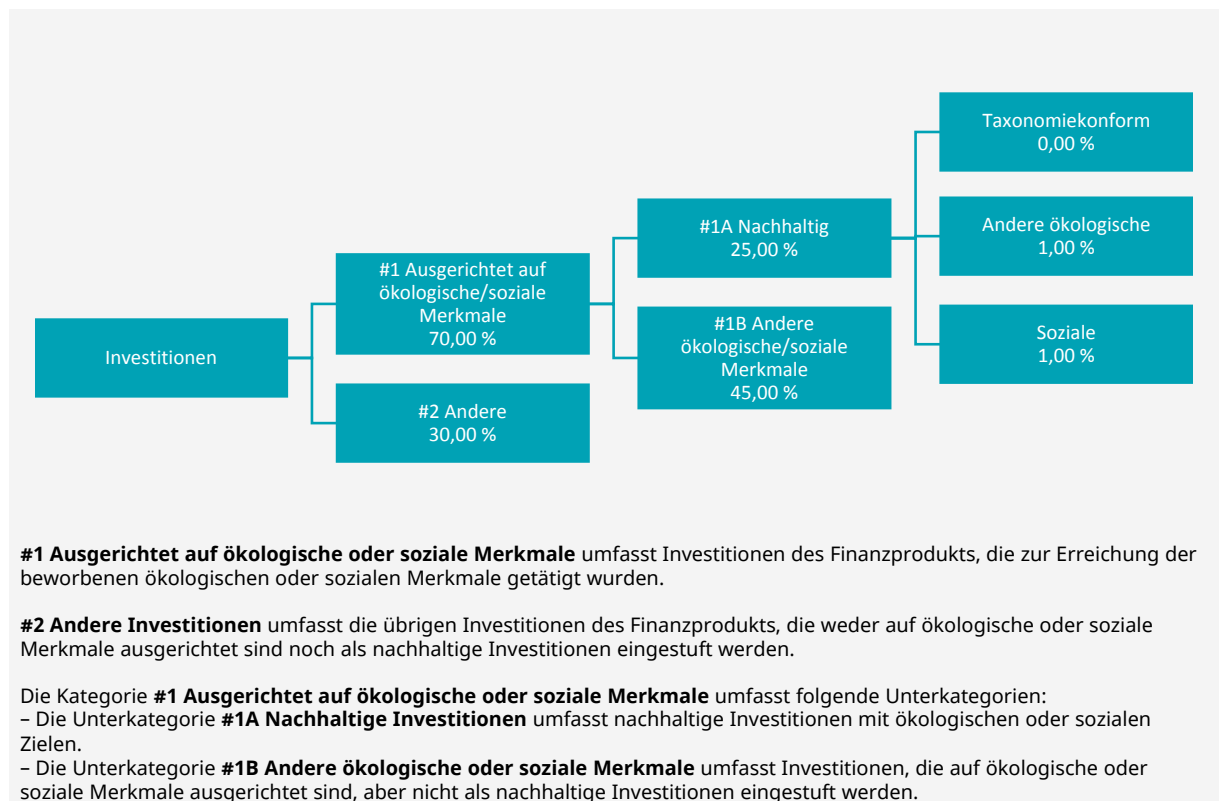 Taxonomiekonform
0,00 %
#1A Nachhaltig
25,00 %
Andere ökologische
1,00 %
#1 Ausgerichtet auf
ökologische/soziale
Merkmale
70,00 %
#1B Andere
ökologische/soziale
Merkmale
45,00 %
Soziale
1,00 %
Investitionen
#2 Andere
30,00 %
#1 Ausgerichtet auf ökologische oder soziale Merkmale umfasst Investitionen des Finanzprodukts, die zur Erreichung der
beworbenen ökologischen oder sozialen Merkmale getätigt wurden.
#2 Andere Investitionen umfasst die übrigen Investitionen des Finanzprodukts, die weder auf ökologische oder soziale
Merkmale ausgerichtet sind noch als nachhaltige Investitionen eingestuft werden.
Die Kategorie #1 Ausgerichtet auf ökologische oder soziale Merkmale umfasst folgende Unterkategorien:
– Die Unterkategorie #1A Nachhaltige Investitionen umfasst nachhaltige Investitionen mit ökologischen oder sozialen
Zielen.
– Die Unterkategorie #1B Andere ökologische oder soziale Merkmale umfasst Investitionen, die auf ökologische oder
soziale Merkmale ausgerichtet sind, aber nicht als nachhaltige Investitionen eingestuft werden.